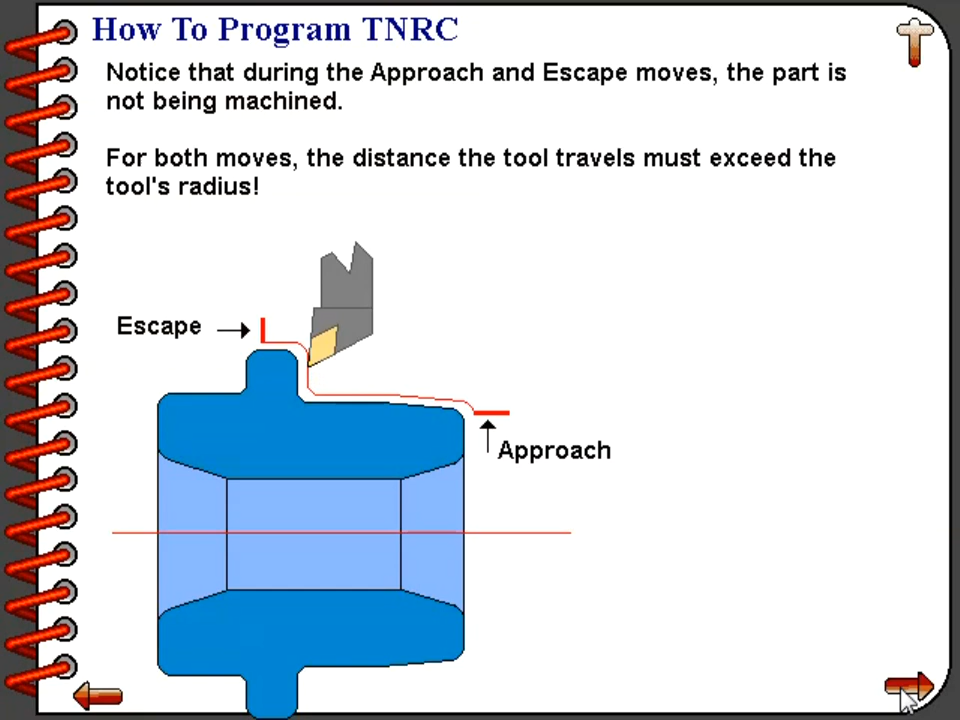 How To Program TNRC
Notice that during the Approach and Escape moves, the part is
not being machined.
For both moves, the distance the tool travels must exceed the
tool's radius!
Escape
Approach